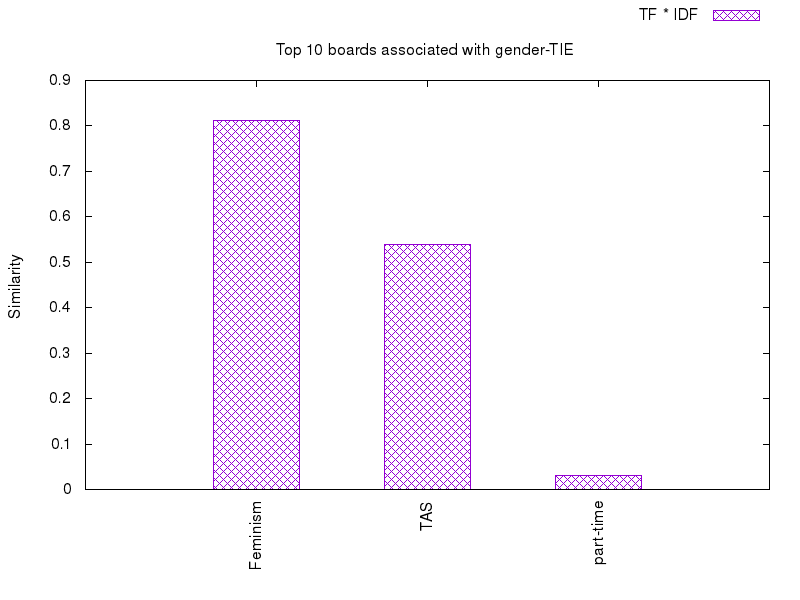 TF * IDF
Top 10 boards associated with gender-TIE
0.9
0.8
0.7
0.6
0.5
0.4
0.3
0.2
0.1
0
Similarity
Feminism
TAS
part-time